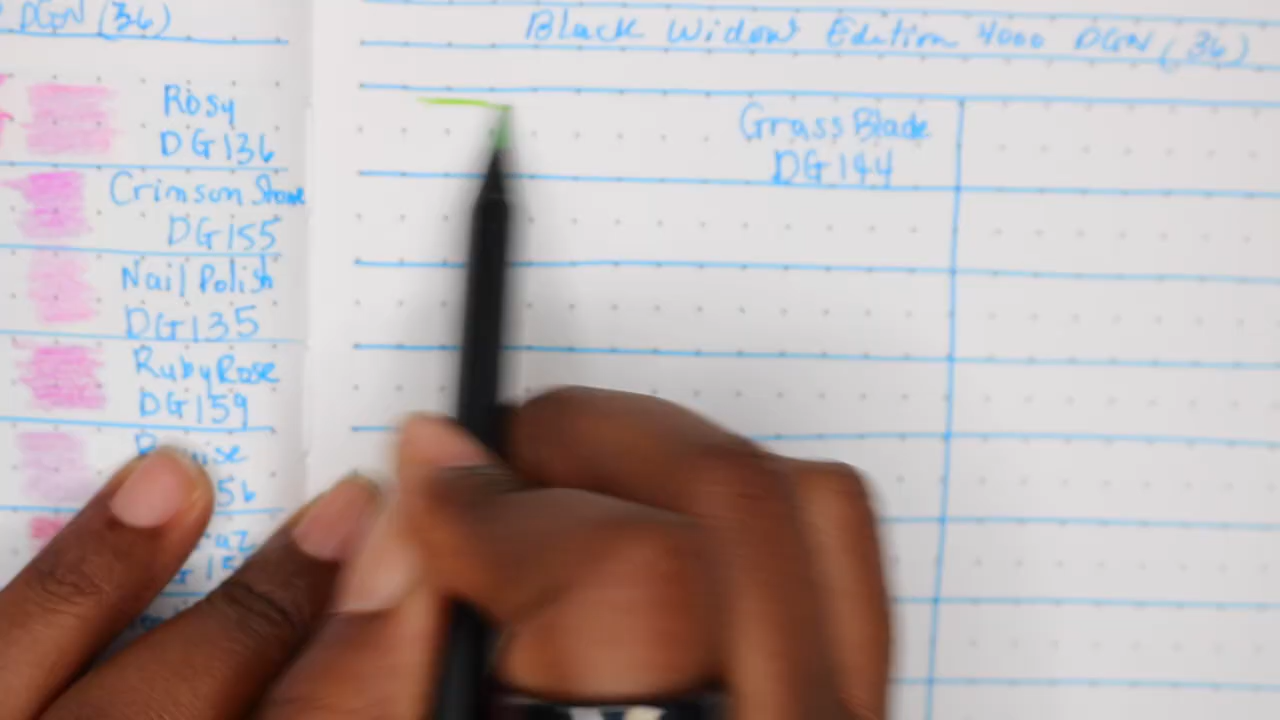 DGN (36)
Rosy
DG136
Crimson Stone
DG155
Nail Polish
DG135
Ruby Rose
DG159
Black Widow Edition 4000 DGN (36)
Grass Blade
DG144